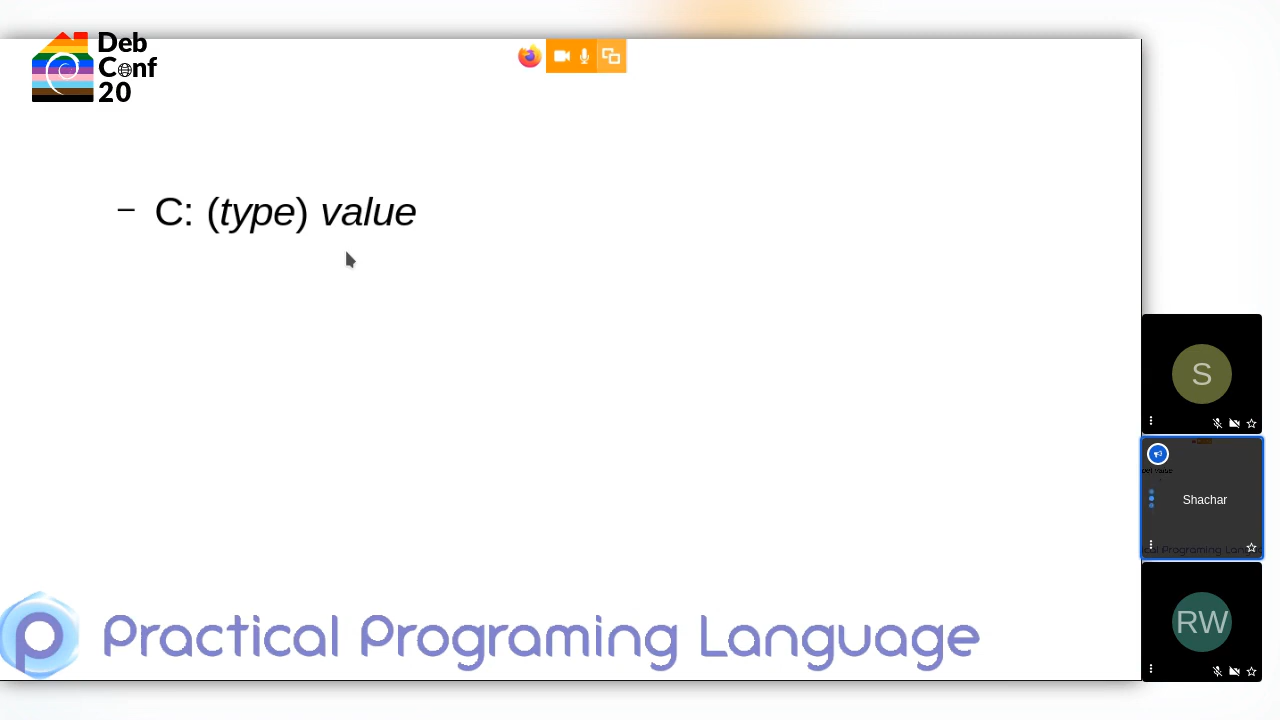 Deb
Conf
20
– C: (type) value
S
Shachar
RW
Practical Programing Language